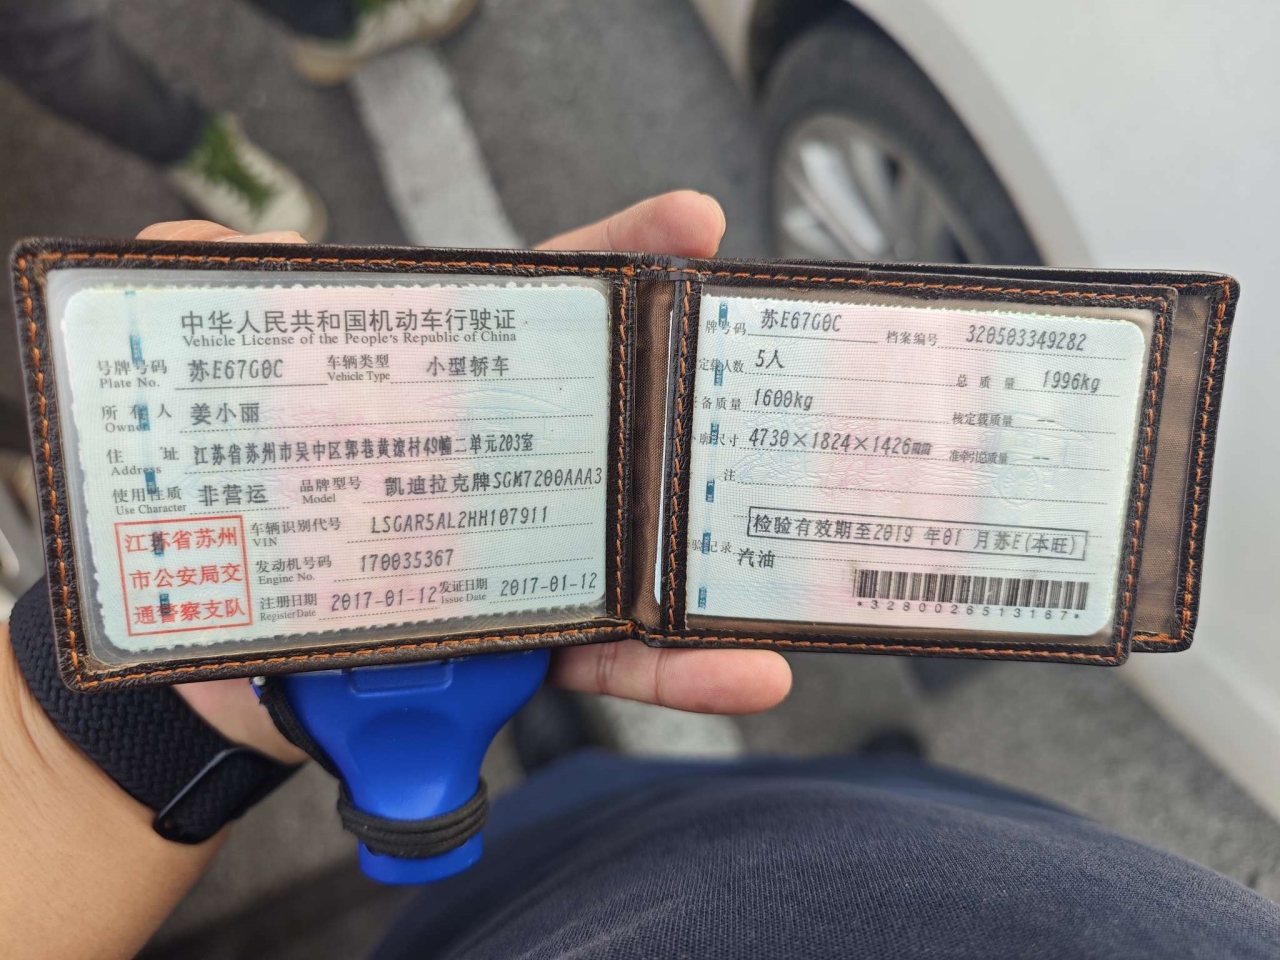 中华人民共和国机动车行驶证
Vehicle License of the People's Republic of China
号牌号码 苏E67G0C 车辆类型 小型轿车
Plate No. Vehicle Type
所有人 姜小丽
Owner
住址 江苏省苏州市吴中区郭巷黄潦村49幢二单元203室
Address
使用性质 非营运 品牌型号 凯迪拉克牌SGM7200AAA3
Use Character Model
江苏省苏州
市公安局交
通警察支队
车辆识别代号 LSGAR5AL2HH107911
VIN
发动机号码 170035367
Engine No.
注册日期 2017-01-12 发证日期 2017-01-12
Register Date Issue Date
牌号码 苏E67G0C 档案编号 320503349282
定载人数 5人 总质量 1996kg
备质量 1600kg 核定载质量 --
廓尺寸 4730×1824×1426mm 准牵引总质量 --
注
检验有效期至2019年01月苏E(本旺)
验记录 汽油
*3280026513167*